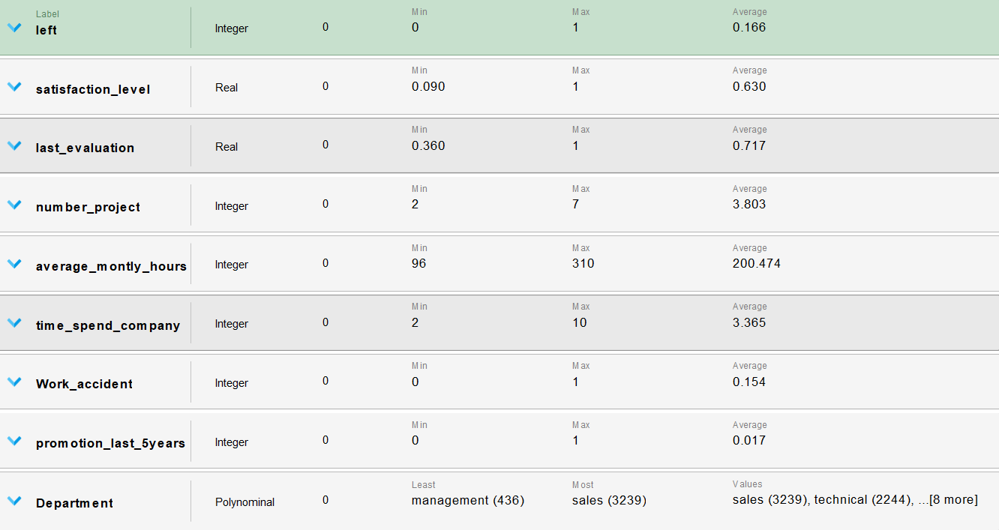 Label
left Integer 0 Min 0 Max 1 Average 0.166
satisfaction_level Real 0 Min 0.090 Max 1 Average 0.630
last_evaluation Real 0 Min 0.360 Max 1 Average 0.717
number_project Integer 0 Min 2 Max 7 Average 3.803
average_montly_hours Integer 0 Min 96 Max 310 Average 200.474
time_spend_company Integer 0 Min 2 Max 10 Average 3.365
Work_accident Integer 0 Min 0 Max 1 Average 0.154
promotion_last_5years Integer 0 Min 0 Max 1 Average 0.017
Department Polynominal 0 Least management (436) Most sales (3239) Values sales (3239), technical (2244), ...[8 more]